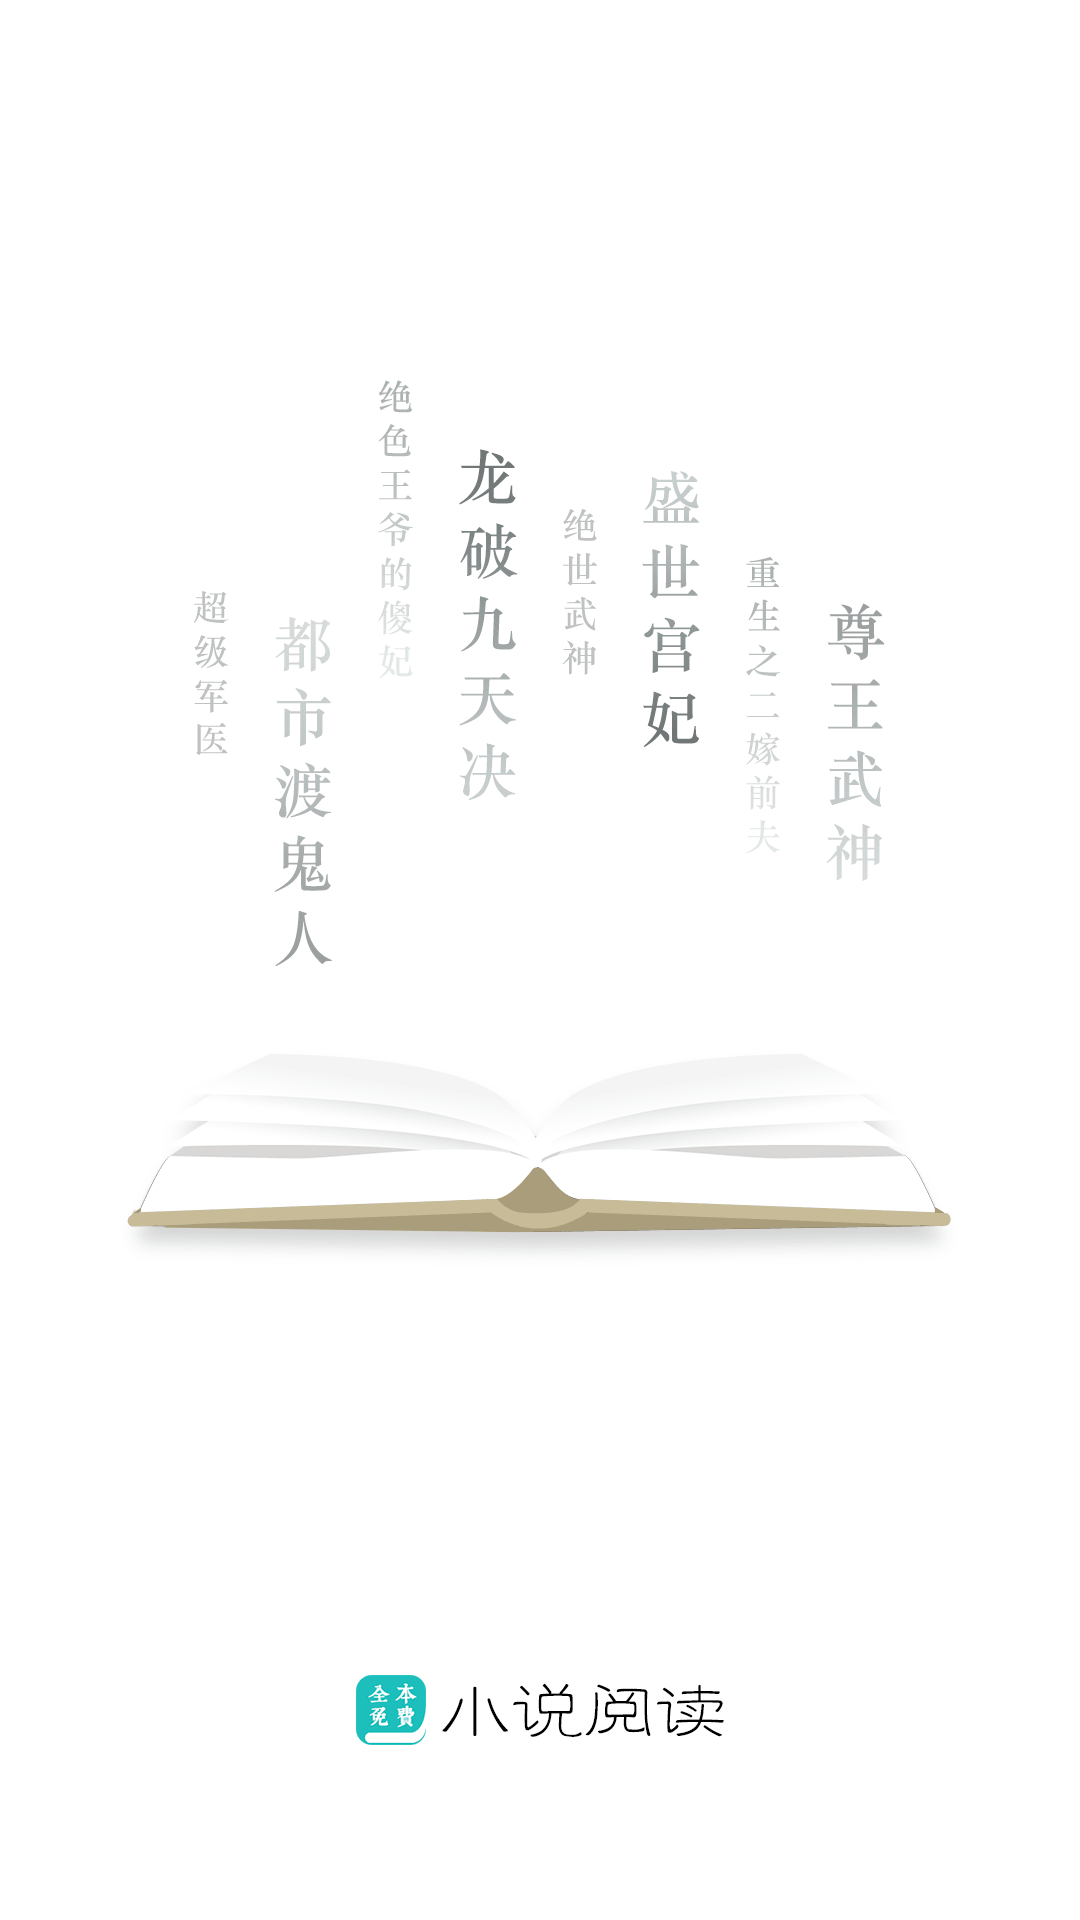 超级军医
都市渡鬼人
绝色王爷的傻妃
龙破九天决
绝世武神
盛世宫妃
重生之二嫁前夫
尊王武神
全本
免費
小说阅读